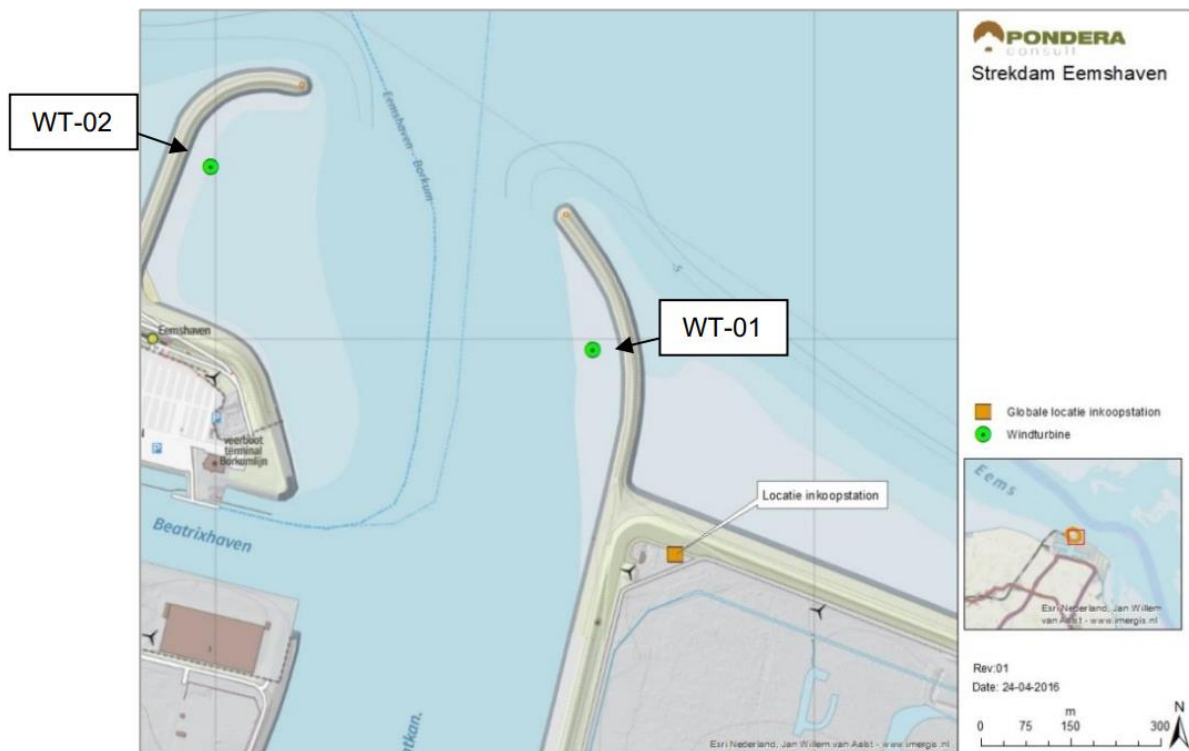 PONDERA
consult
Strekdam Eemshaven
WT-02
Eemshaven - Borkum
-5
WT-01
Eemshaven
P
P
veerboot
terminal
Borkumlijn
Locatie inkoopstation
Beatrixhaven
Globale locatie inkoopstation
Windturbine
Eems
Esri Nederland, Jan Willem
van Aalst - www.imergis.nl
Rev:01
Date: 24-04-2016
m
N
0 75 150 300
Esri Nederland, Jan Willem van Aalst - www.imergis.nl